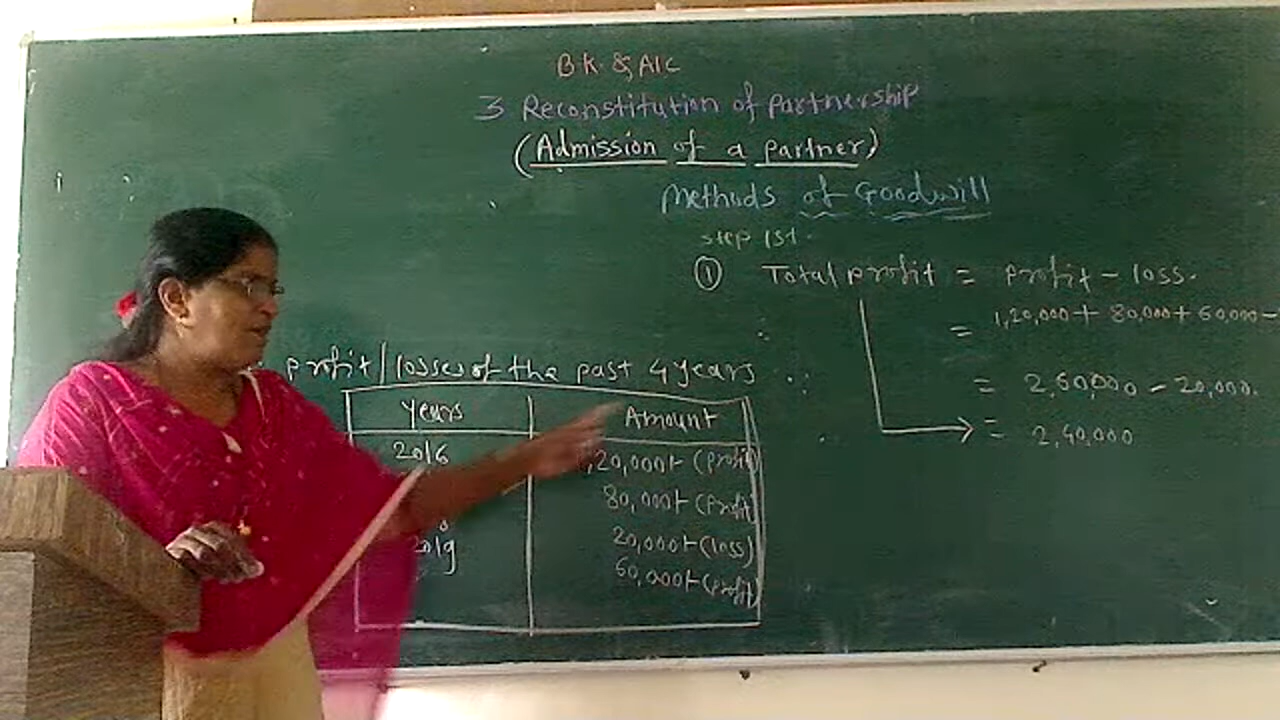 B.K. & A/C
3 Reconstitution of partnership
(Admission of a partner)
Methods of Goodwill
step 1st.
① Total profit = profit - loss.
= 1,20,000 + 80,000 + 60,000 -
= 2,60,000 - 20,000.
= 2,40,000
profit/losses of the past 4 years
years Amount
2016 ,20,000/- (profit)
80,000/- (profit)
2019 20,000/- (loss)
60,000/- (profit)